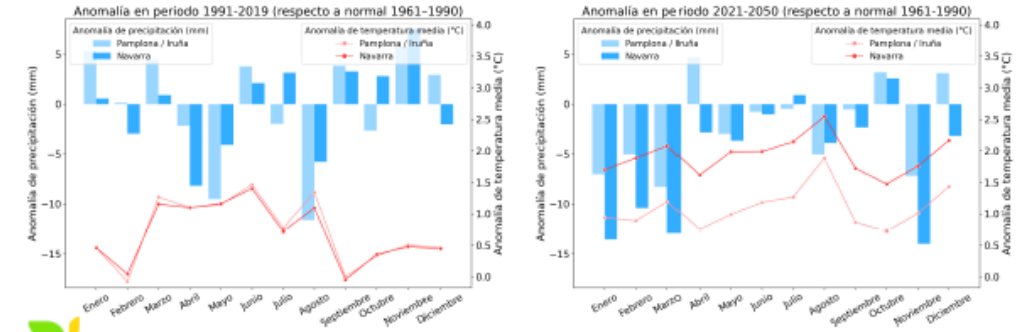 Anomalía en periodo 1991-2019 (respecto a normal 1961–1990)
Anomalía de precipitación (mm)
Pamplona / Iruña
Navarra
Anomalía de temperatura media (°C)
Pamplona / Iruña
Navarra
Anomalía de precipitación (mm)
5
0
−5
−10
−15
4.0
3.5
3.0
2.5
2.0
1.5
1.0
0.5
0.0
Anomalía de temperatura media (°C)
Enero
Febrero
Marzo
Abril
Mayo
Junio
Julio
Agosto
Septiembre
Octubre
Noviembre
Diciembre
Anomalía en periodo 2021-2050 (respecto a normal 1961-1990)
Anomalía de precipitación (mm)
Pamplona / Iruña
Navarra
Anomalía de temperatura media (°C)
Pamplona / Iruña
Navarra
Anomalía de precipitación (mm)
5
0
−5
−10
−15
4.0
3.5
3.0
2.5
2.0
1.5
1.0
0.5
0.0
Anomalía de temperatura media (°C)
Enero
Febrero
Marzo
Abril
Mayo
Junio
Julio
Agosto
Septiembre
Octubre
Noviembre
Diciembre